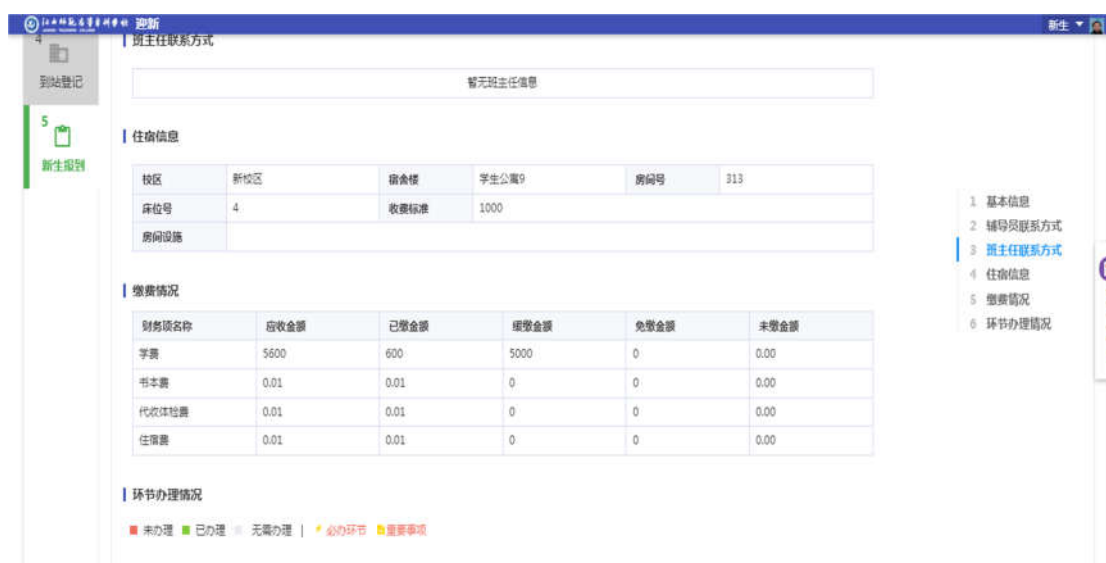 迎新 新生
4
到站登记
5
新生报到
班主任联系方式
暂无班主任信息
住宿信息
校区 新校区 宿舍楼 学生公寓9 房间号 313
床位号 4 收费标准 1000
房间设施
缴费情况
财务项名称 应收金额 已缴金额 缓缴金额 免缴金额 未缴金额
学费 5600 600 5000 0 0.00
书本费 0.01 0.01 0 0 0.00
代收体检费 0.01 0.01 0 0 0.00
住宿费 0.01 0.01 0 0 0.00
环节办理情况
未办理 已办理 无需办理 | 必办环节 重要事项
1 基本信息
2 辅导员联系方式
3 班主任联系方式
4 住宿信息
5 缴费情况
6 环节办理情况